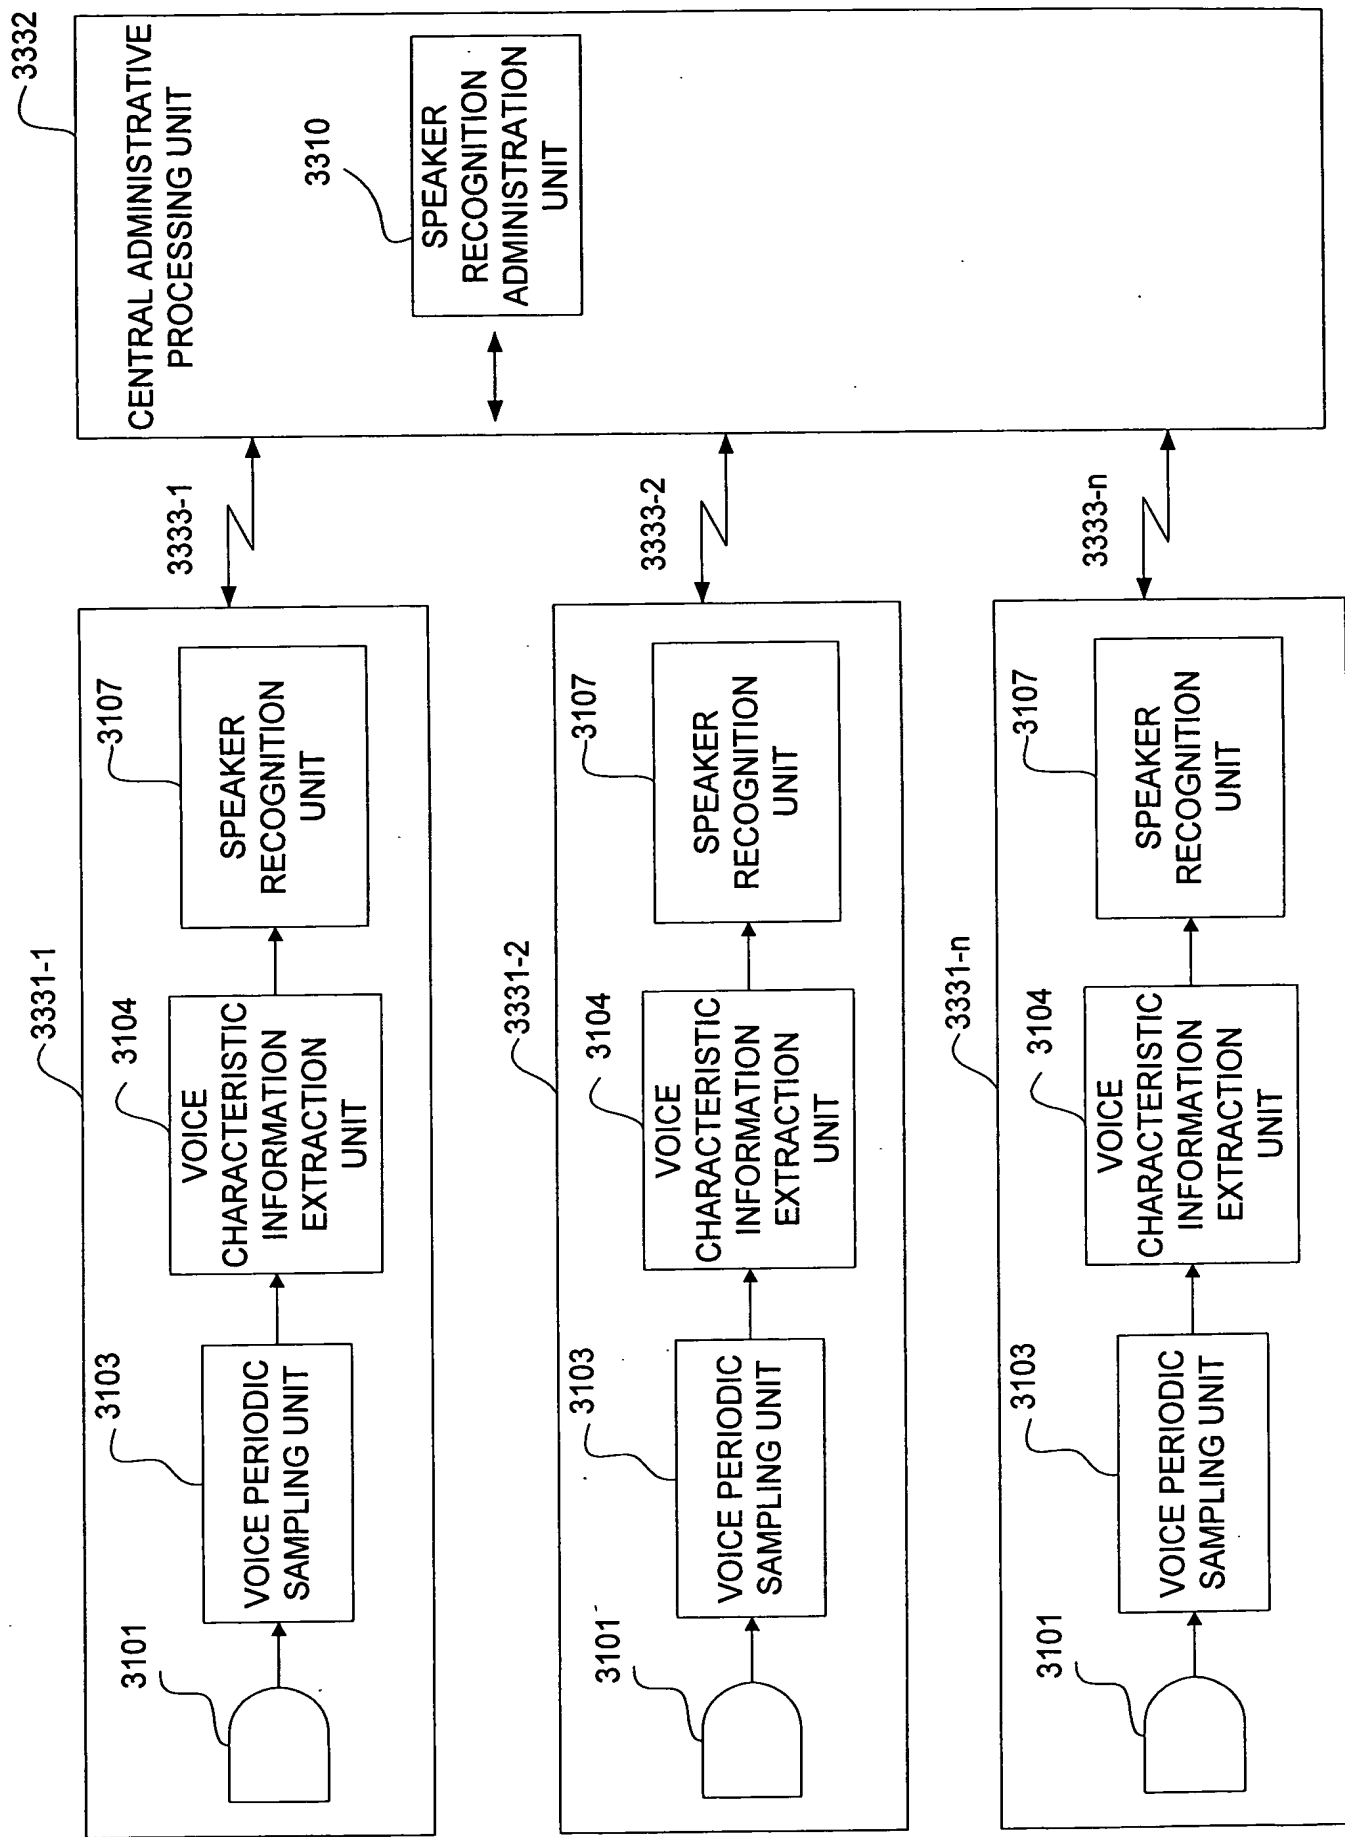 3331-1
3101
3103
VOICE PERIODIC
SAMPLING UNIT
3104
VOICE
CHARACTERISTIC
INFORMATION
EXTRACTION
UNIT
3107
SPEAKER
RECOGNITION
UNIT
3333-1
3332
CENTRAL ADMINISTRATIVE
PROCESSING UNIT
3310
SPEAKER
RECOGNITION
ADMINISTRATION
UNIT
3331-2
3101
3103
VOICE PERIODIC
SAMPLING UNIT
3104
VOICE
CHARACTERISTIC
INFORMATION
EXTRACTION
UNIT
3107
SPEAKER
RECOGNITION
UNIT
3333-2
3331-n
3101
3103
VOICE PERIODIC
SAMPLING UNIT
3104
VOICE
CHARACTERISTIC
INFORMATION
EXTRACTION
UNIT
3107
SPEAKER
RECOGNITION
UNIT
3333-n